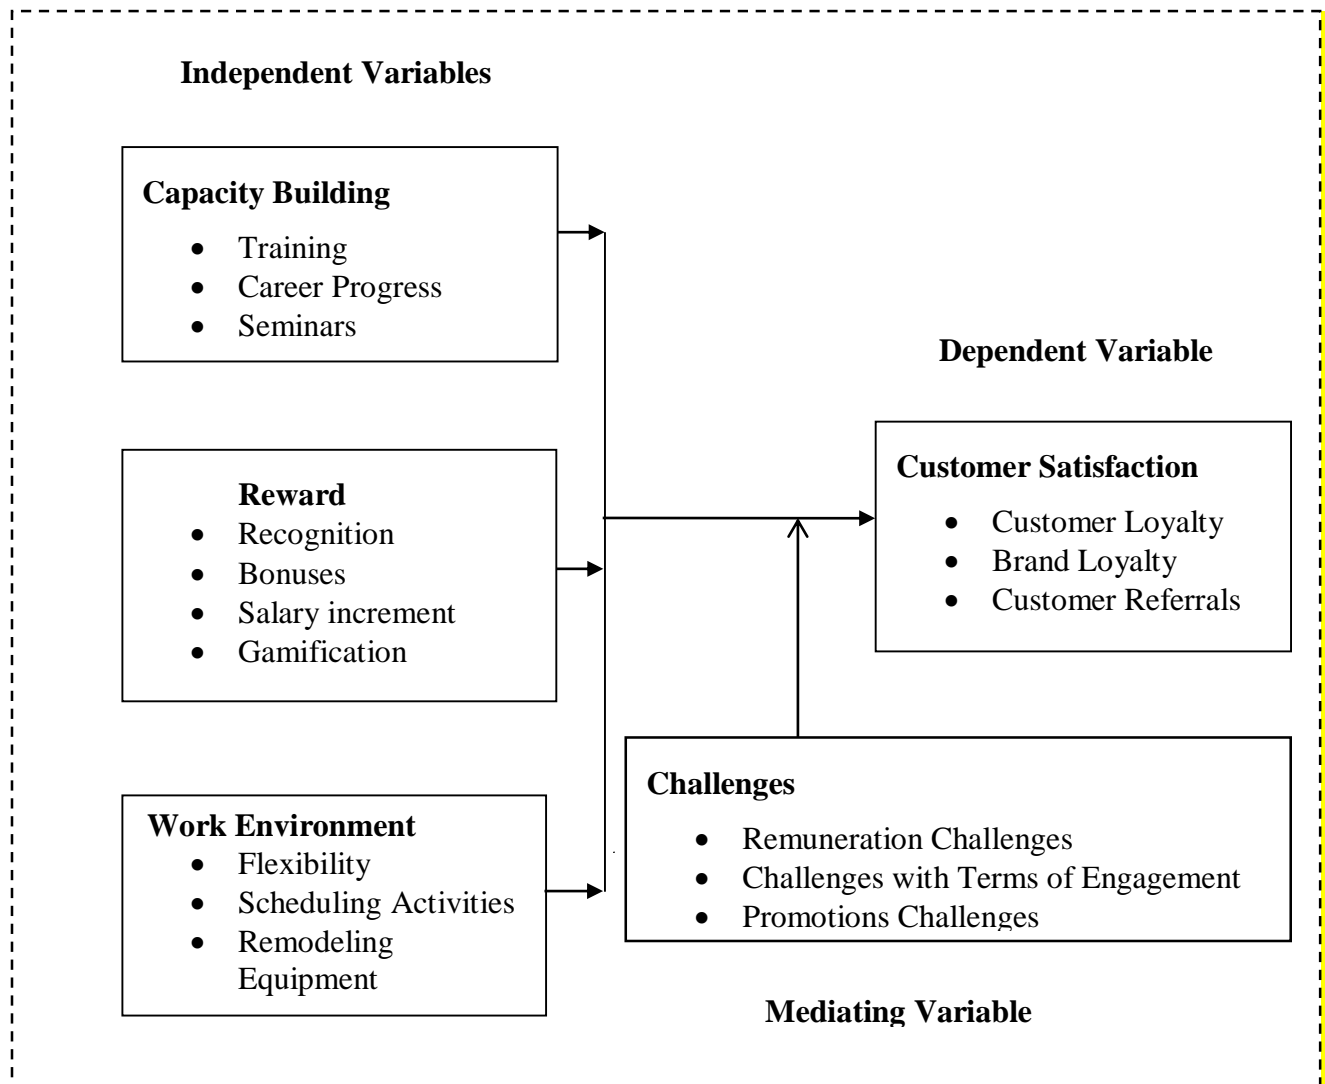 Independent Variables
Capacity Building
• Training
• Career Progress
• Seminars
Dependent Variable
Reward
• Recognition
• Bonuses
• Salary increment
• Gamification
Customer Satisfaction
• Customer Loyalty
• Brand Loyalty
• Customer Referrals
Work Environment
• Flexibility
• Scheduling Activities
• Remodeling
Equipment
Challenges
• Remuneration Challenges
• Challenges with Terms of Engagement
• Promotions Challenges
Mediating Variable